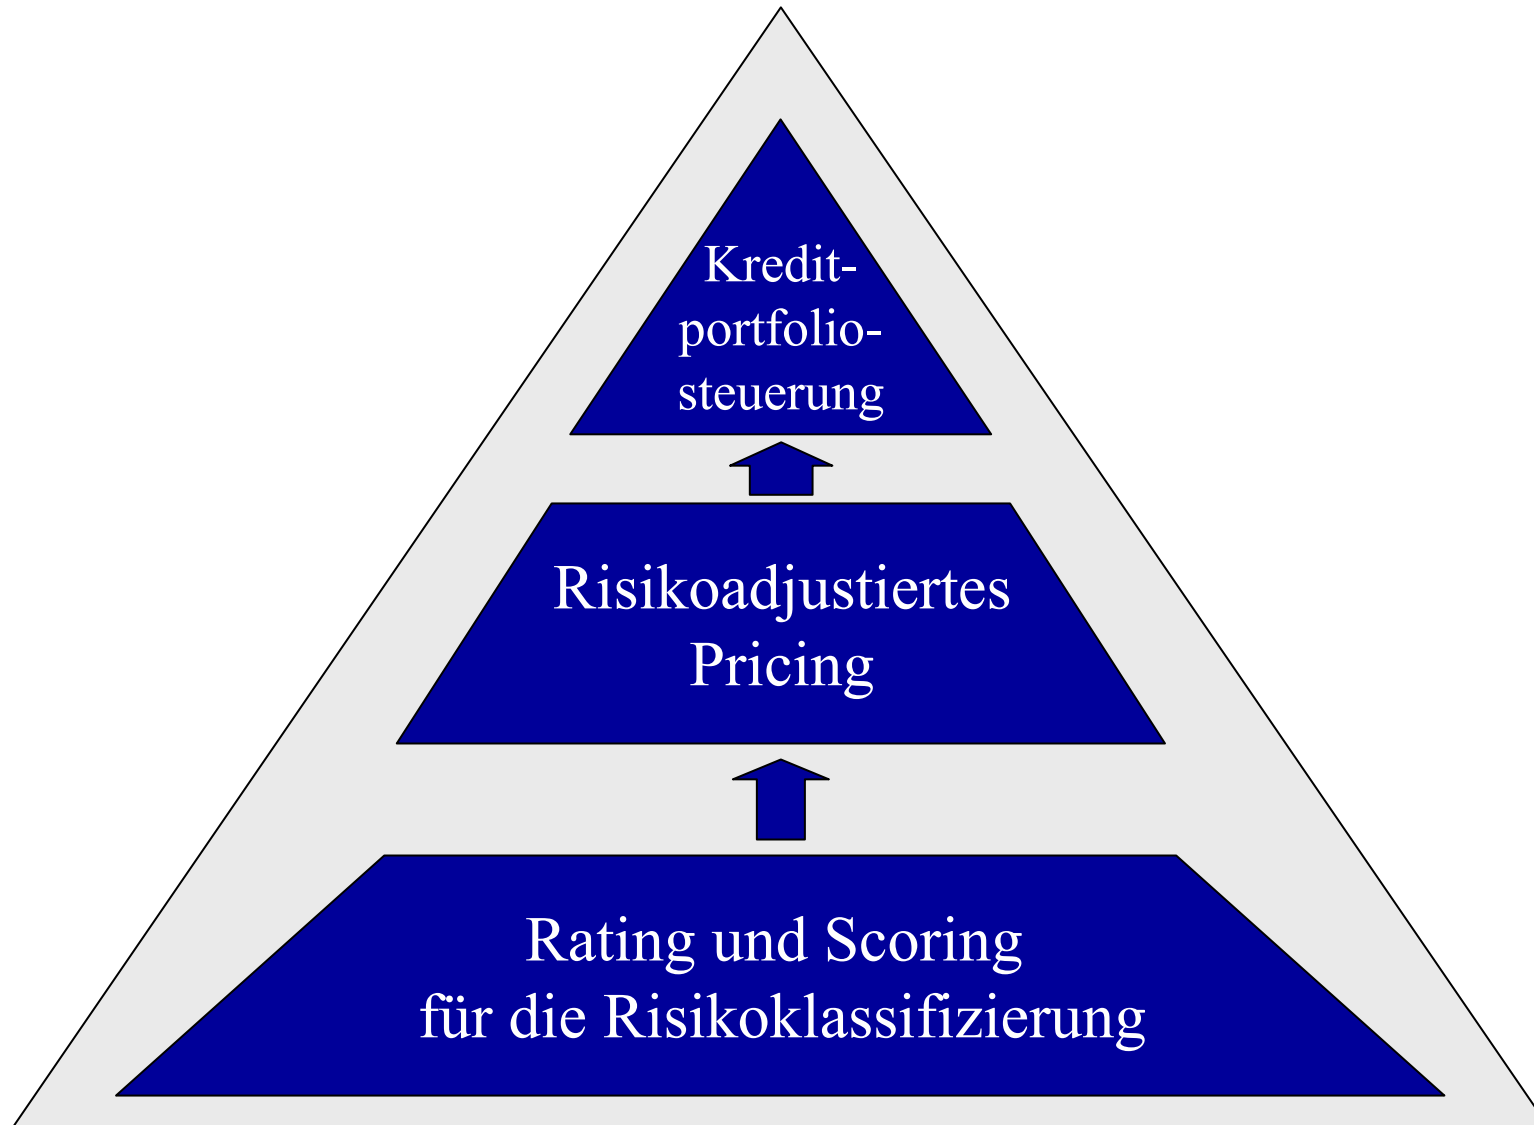 Kredit-
portfolio-
steuerung
Risikoadjustiertes
Pricing
Rating und Scoring
für die Risikoklassifizierung